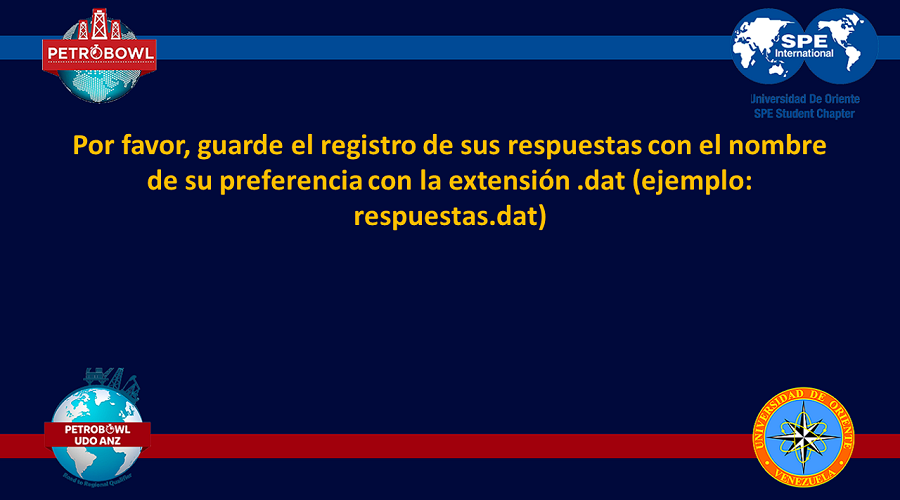 PETROBOWL
SPE
International
Universidad De Oriente
SPE Student Chapter
Por favor, guarde el registro de sus respuestas con el nombre
de su preferencia con la extensión .dat (ejemplo:
respuestas.dat)
PETROBOWL
UDO ANZ
Road to Regional Qualifier
UNIVERSIDAD DE ORIENTE
VENEZUELA